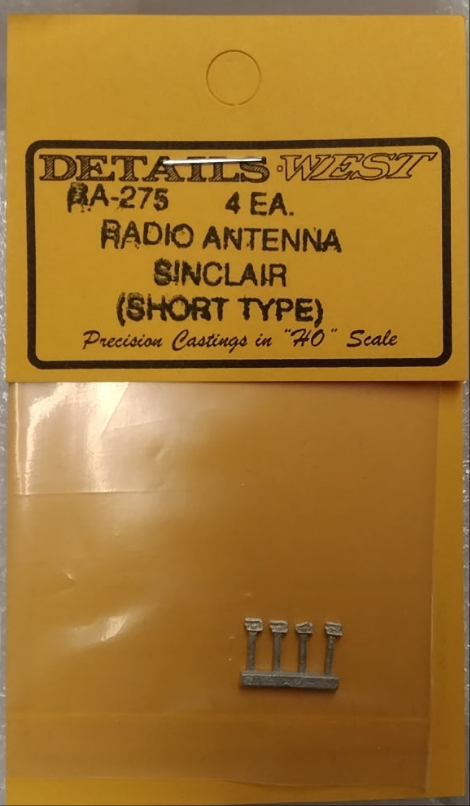 DETAILS·WEST
RA-275 4 EA.
RADIO ANTENNA
SINCLAIR
(SHORT TYPE)
Precision Castings in "HO" Scale